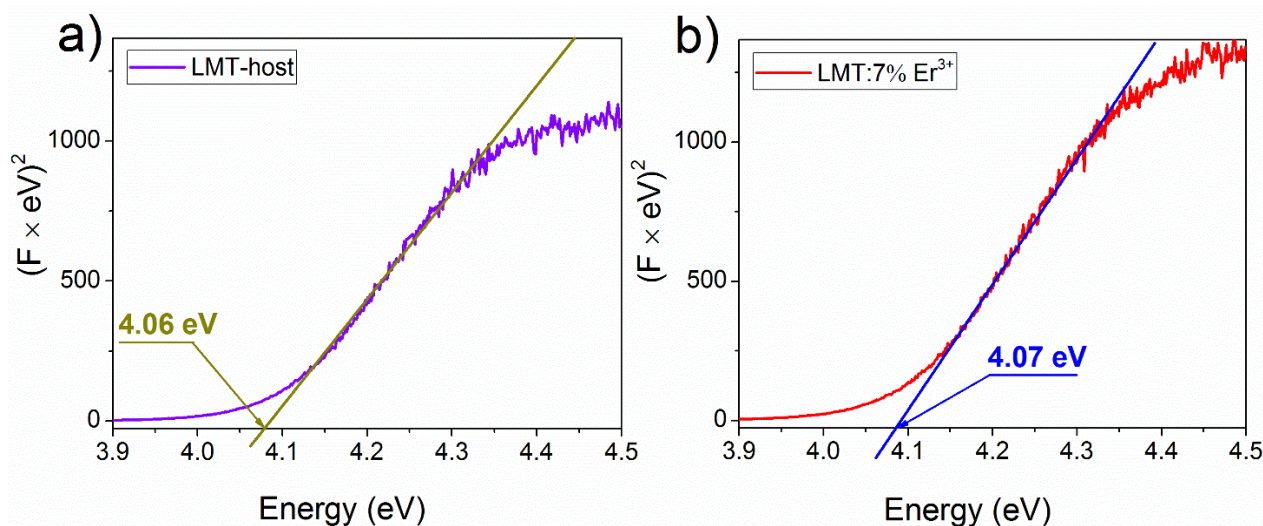 a)
LMT-host
(F × eV)²
1000
500
0
4.06 eV
3.9 4.0 4.1 4.2 4.3 4.4 4.5
Energy (eV)
b)
LMT:7% Er³⁺
(F × eV)²
1000
500
0
4.07 eV
3.9 4.0 4.1 4.2 4.3 4.4 4.5
Energy (eV)